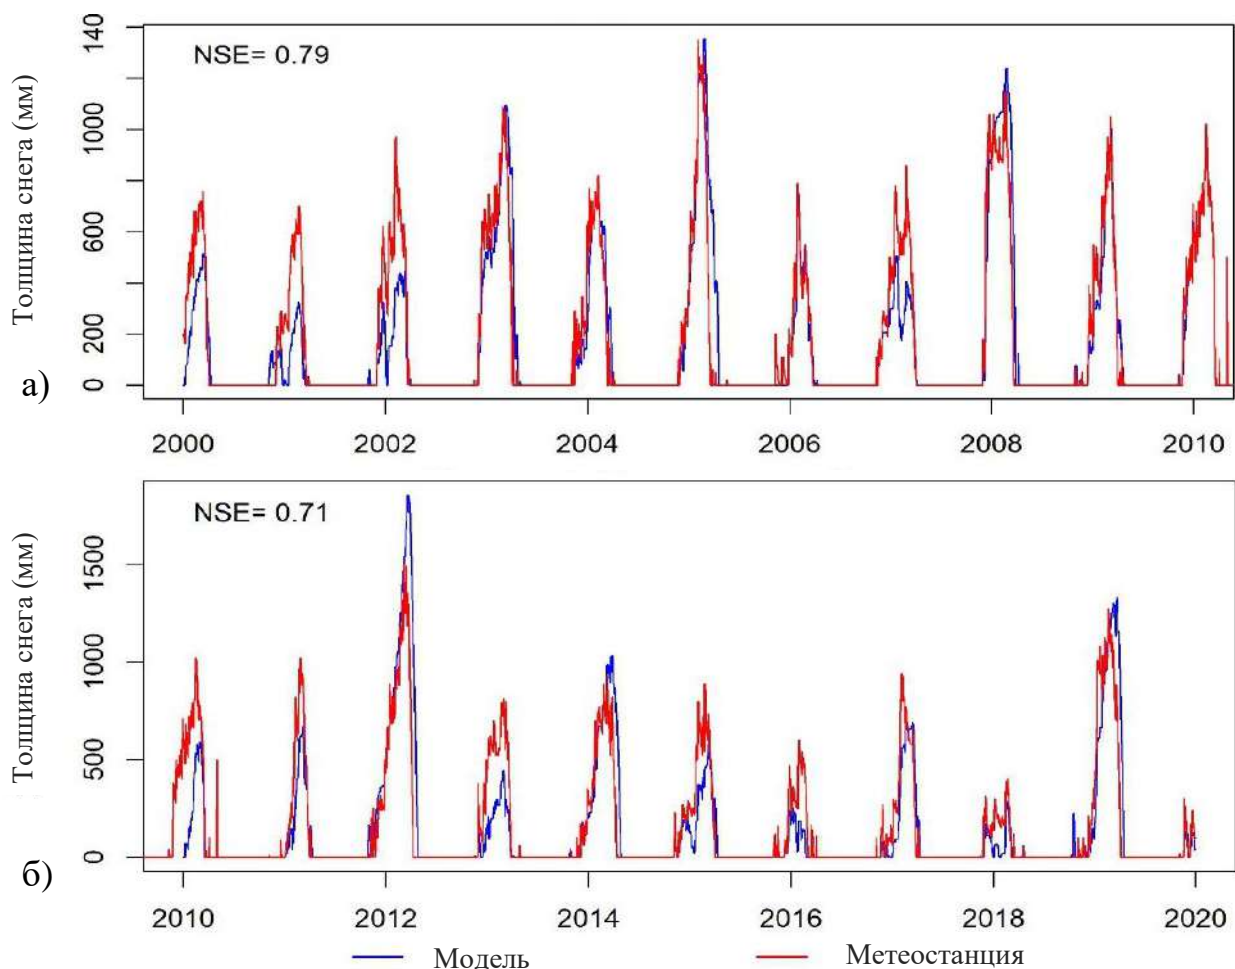 140
NSE= 0.79
Толщина снега (мм)
1000
600
200
0
а)
2000 2002 2004 2006 2008 2010
NSE= 0.71
Толщина снега (мм)
1500
1000
500
0
б)
2010 2012 2014 2016 2018 2020
Модель Метеостанция